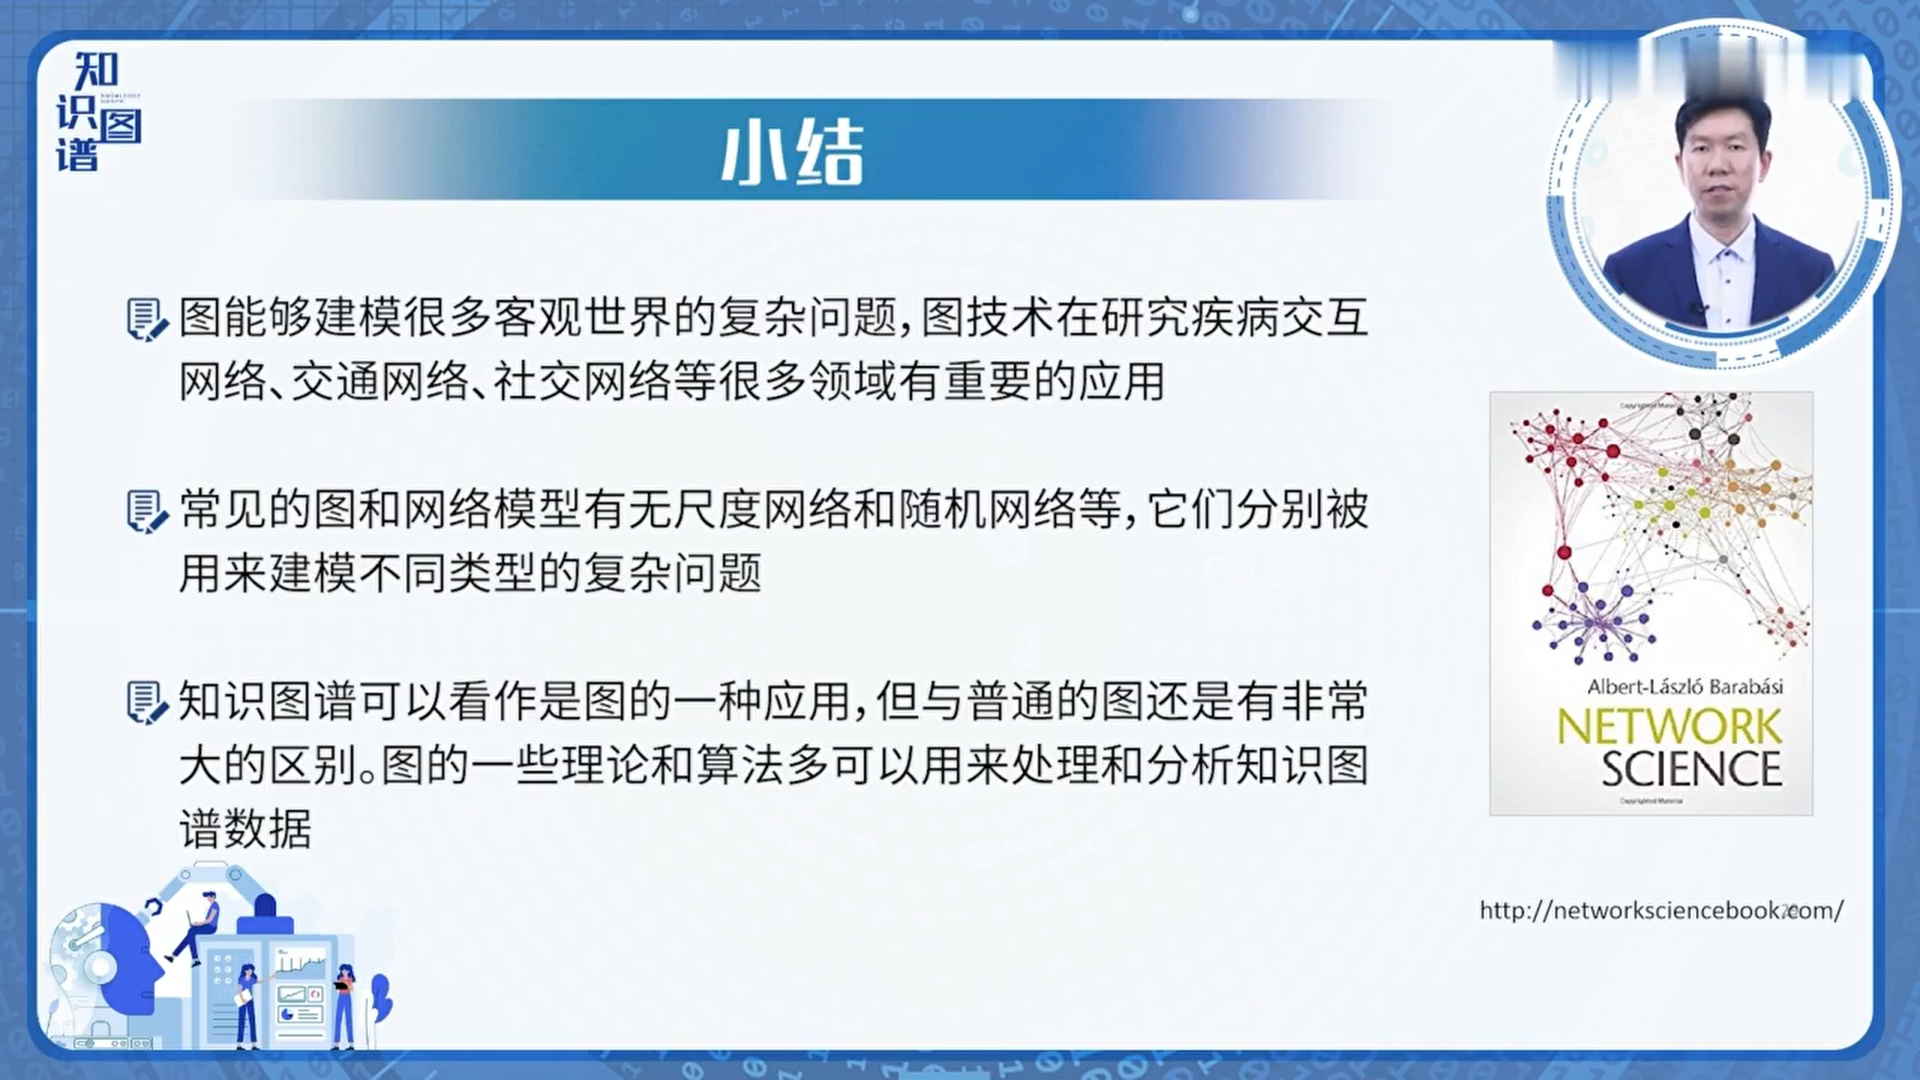 知识图谱
KNOWLEDGE GRAPH
小结
图能够建模很多客观世界的复杂问题，图技术在研究疾病交互
网络、交通网络、社交网络等很多领域有重要的应用
常见的图和网络模型有无尺度网络和随机网络等，它们分别被
用来建模不同类型的复杂问题
知识图谱可以看作是图的一种应用，但与普通的图还是有非常
大的区别。图的一些理论和算法多可以用来处理和分析知识图
谱数据
Copyrighted Material
Albert-László Barabási
NETWORK
SCIENCE
Copyrighted Material
http://networksciencebook.com/